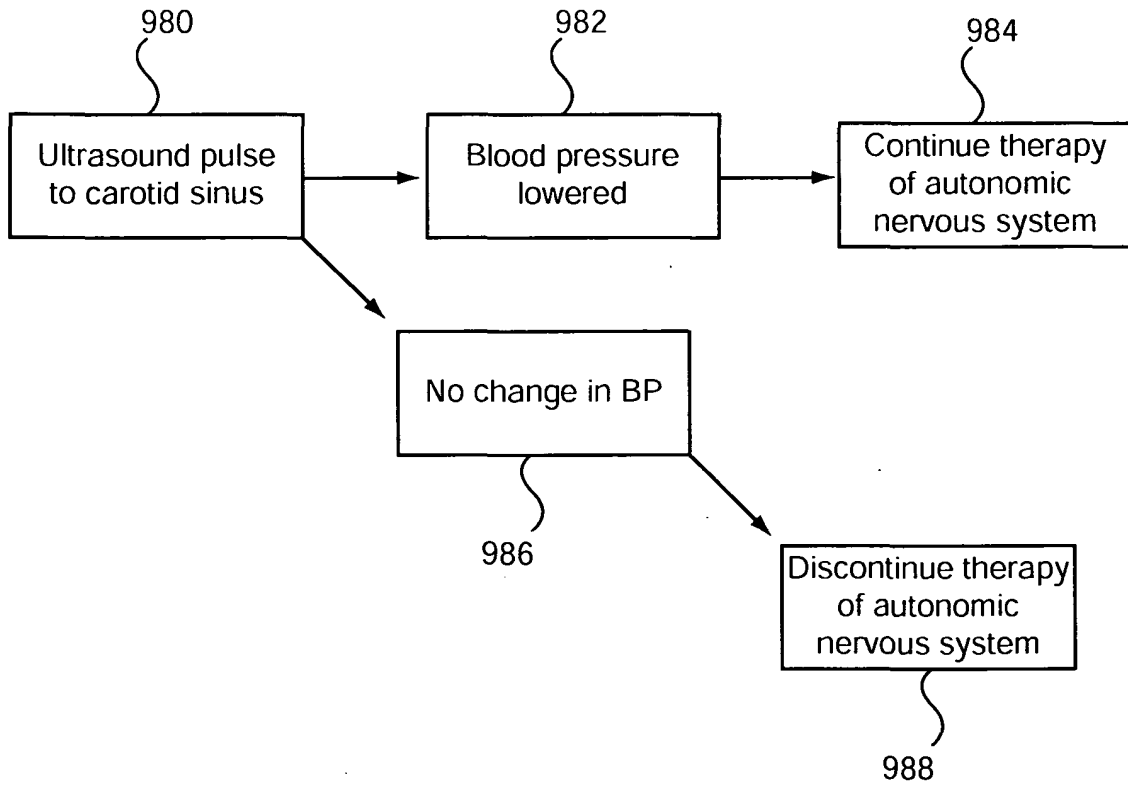 980
982
984
Ultrasound pulse
to carotid sinus
Blood pressure
lowered
Continue therapy
of autonomic
nervous system
No change in BP
986
Discontinue therapy
of autonomic
nervous system
988